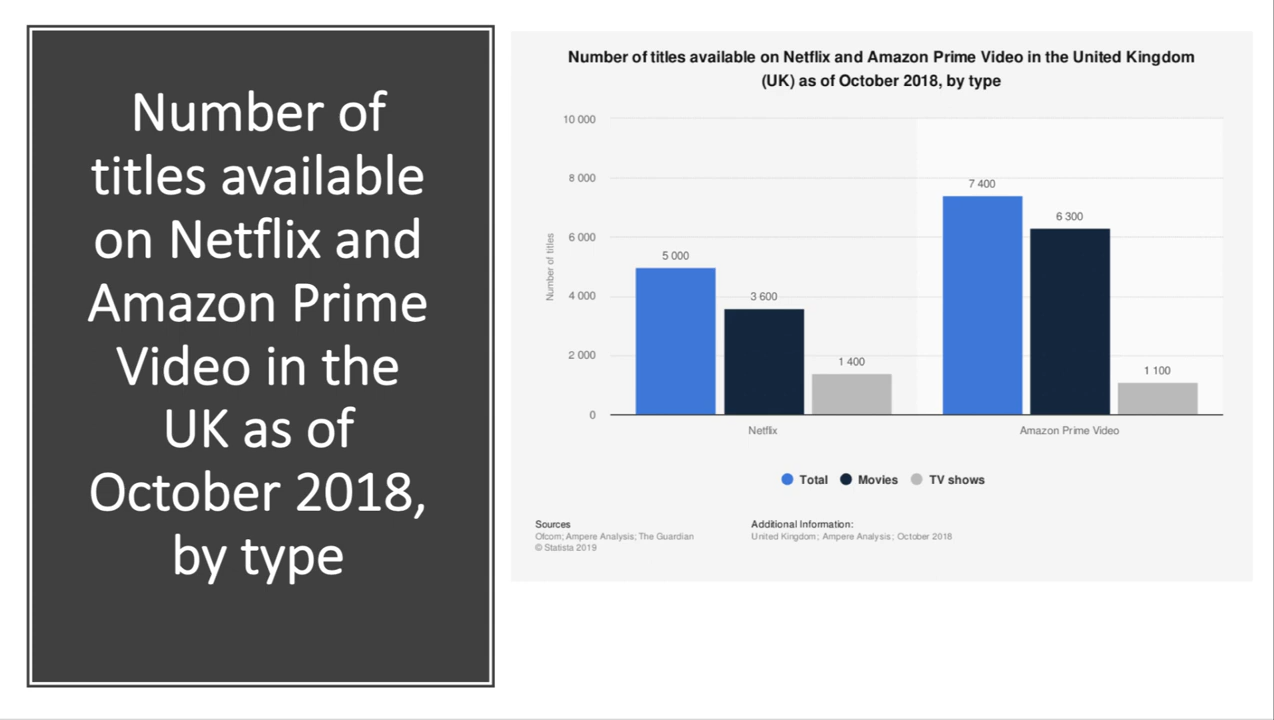 Number of
titles available
on Netflix and
Amazon Prime
Video in the
UK as of
October 2018,
by type
Number of titles available on Netflix and Amazon Prime Video in the United Kingdom
(UK) as of October 2018, by type
Number of titles
10 000
8 000
6 000
4 000
2 000
0
5 000
3 600
1 400
7 400
6 300
1 100
Netflix
Amazon Prime Video
Total
Movies
TV shows
Sources
Ofcom; Ampere Analysis; The Guardian
© Statista 2019
Additional Information:
United Kingdom; Ampere Analysis; October 2018